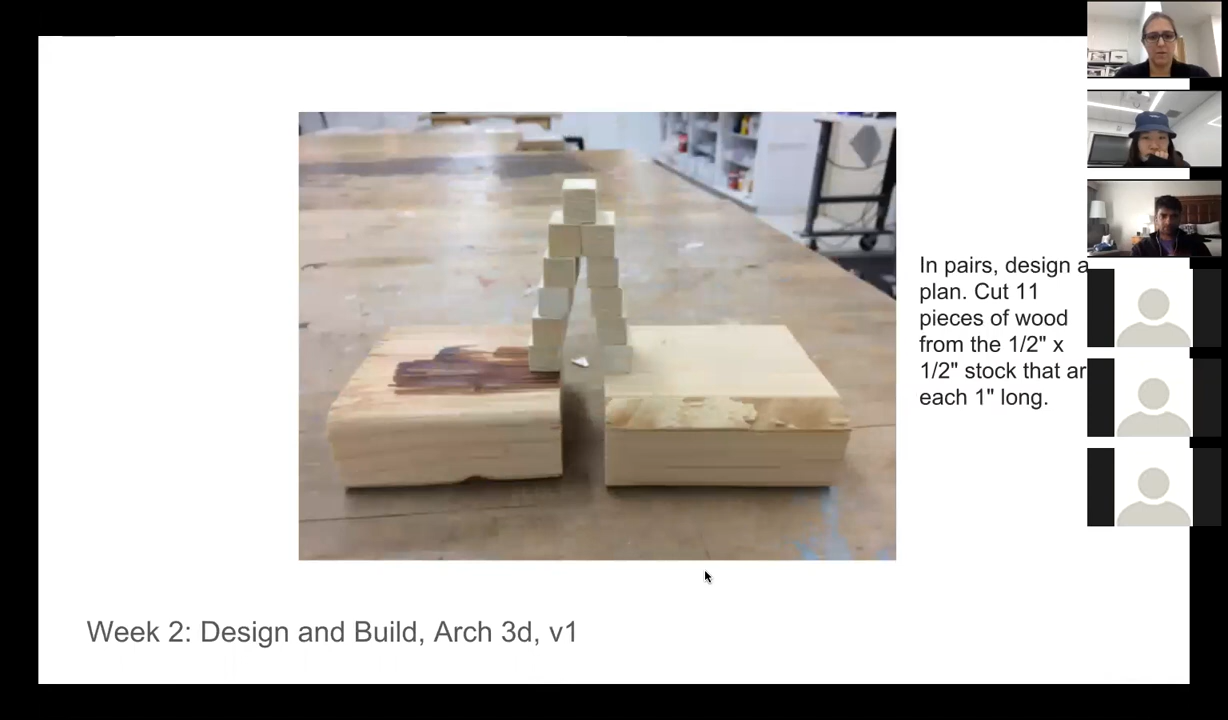 In pairs, design a
plan. Cut 11
pieces of wood
from the 1/2" x
1/2" stock that ar
each 1" long.
Week 2: Design and Build, Arch 3d, v1